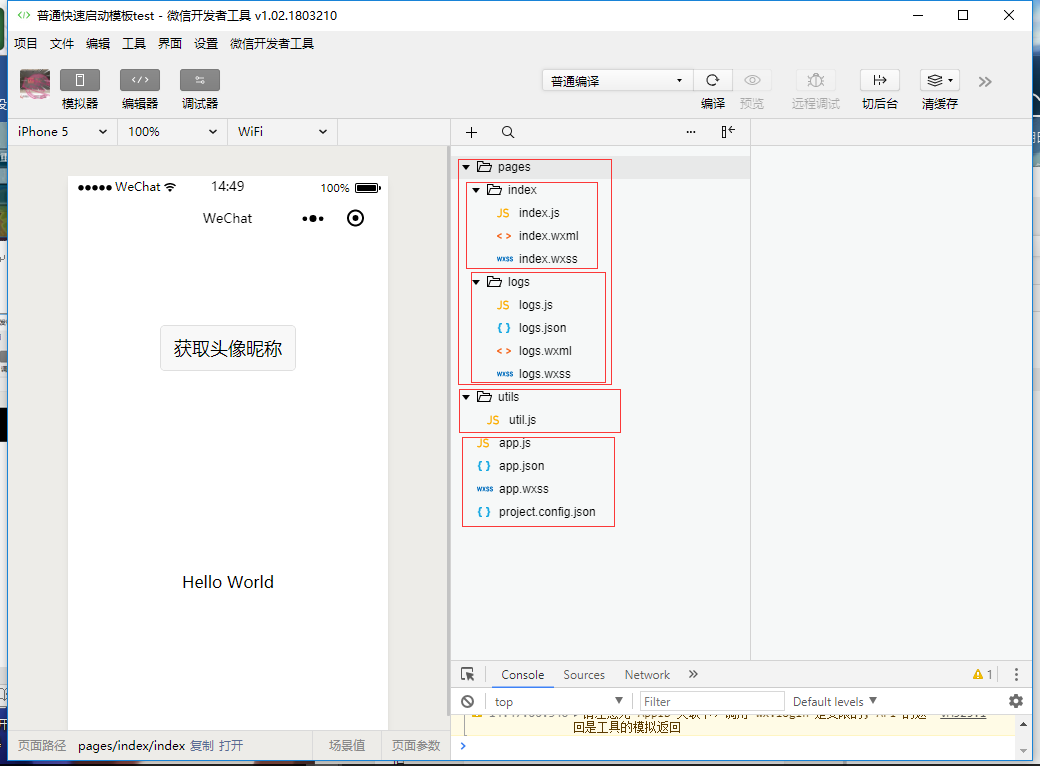 普通快速启动模板test - 微信开发者工具 v1.02.1803210
项目 文件 编辑 工具 界面 设置 微信开发者工具
普通编译
模拟器 编辑器 调试器 编译 预览 远程调试 切后台 清缓存
iPhone 5 100% WiFi
WeChat 14:49 100%
WeChat
获取头像昵称
Hello World
pages
index
JS index.js
< > index.wxml
wxss index.wxss
logs
JS logs.js
{ } logs.json
< > logs.wxml
wxss logs.wxss
utils
JS util.js
JS app.js
{ } app.json
wxss app.wxss
{ } project.config.json
Console Sources Network 1
top Filter Default levels
回是工具的模拟返回
页面路径 pages/index/index 复制 打开 场景值 页面参数